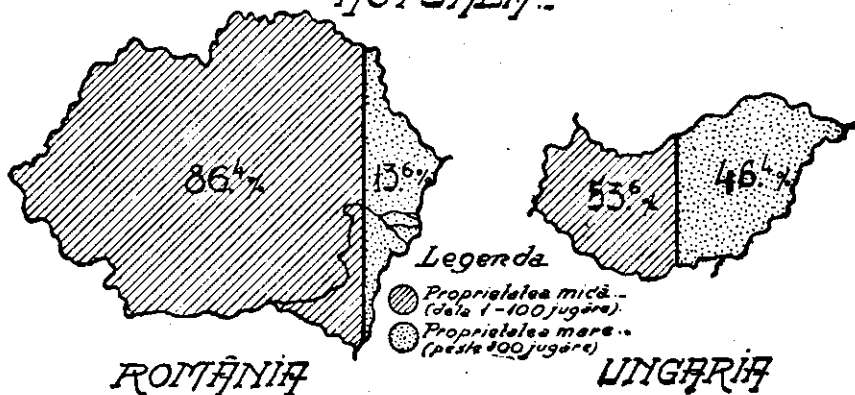 86.4%
13.6%
53.6%
46.4%
Legenda
Proprietatea mică..
(dela 1-100 jugăre)
Proprietatea mare..
(peste 100 jugăre)
ROMÂNIA
UNGARIA